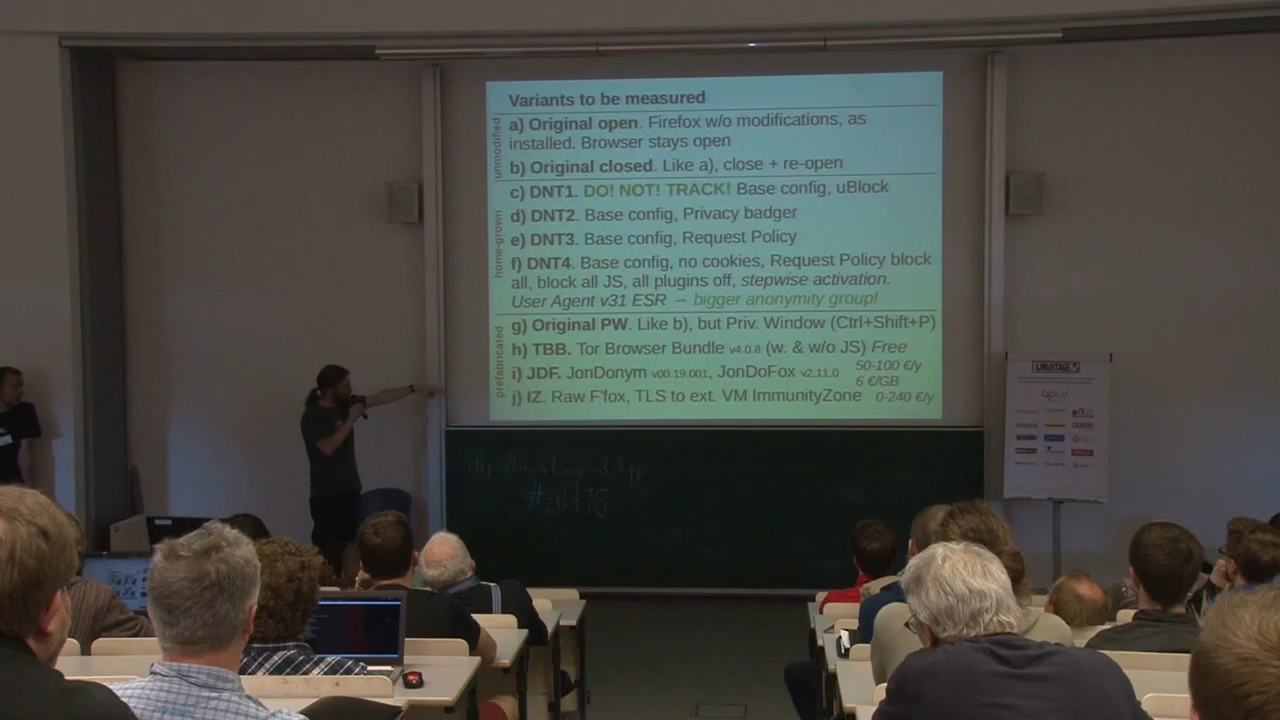 Variants to be measured
unmodified
a) Original open. Firefox w/o modifications, as
installed. Browser stays open
b) Original closed. Like a), close + re-open
home-grown
c) DNT1. DO! NOT! TRACK! Base config, uBlock
d) DNT2. Base config, Privacy badger
e) DNT3. Base config, Request Policy
f) DNT4. Base config, no cookies, Request Policy block
all, block all JS, all plugins off, stepwise activation.
User Agent v31 ESR → bigger anonymity group!
prefabricated
g) Original PW. Like b), but Priv. Window (Ctrl+Shift+P)
h) TBB. Tor Browser Bundle v4.0.8 (w. & w/o JS) Free
i) JDF. JonDonym v00.19.001, JonDoFox v2.11.0 50-100 €/y
6 €/GB
j) IZ. Raw F'fox, TLS to ext. VM ImmunityZone 0-240 €/y
LINUXTAGE
apus
#glt15